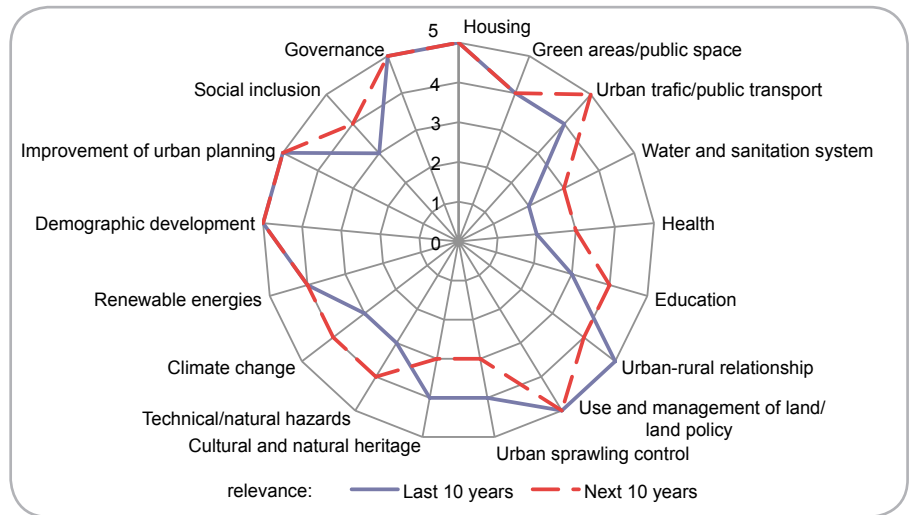 Housing
5
Governance
Green areas/public space
Social inclusion
4
Urban trafic/public transport
3
Improvement of urban planning
Water and sanitation system
2
1
Demographic development
Health
0
Renewable energies
Education
Climate change
Urban-rural relationship
Technical/natural hazards
Use and management of land/
land policy
Cultural and natural heritage
Urban sprawling control
relevance:
Last 10 years
Next 10 years